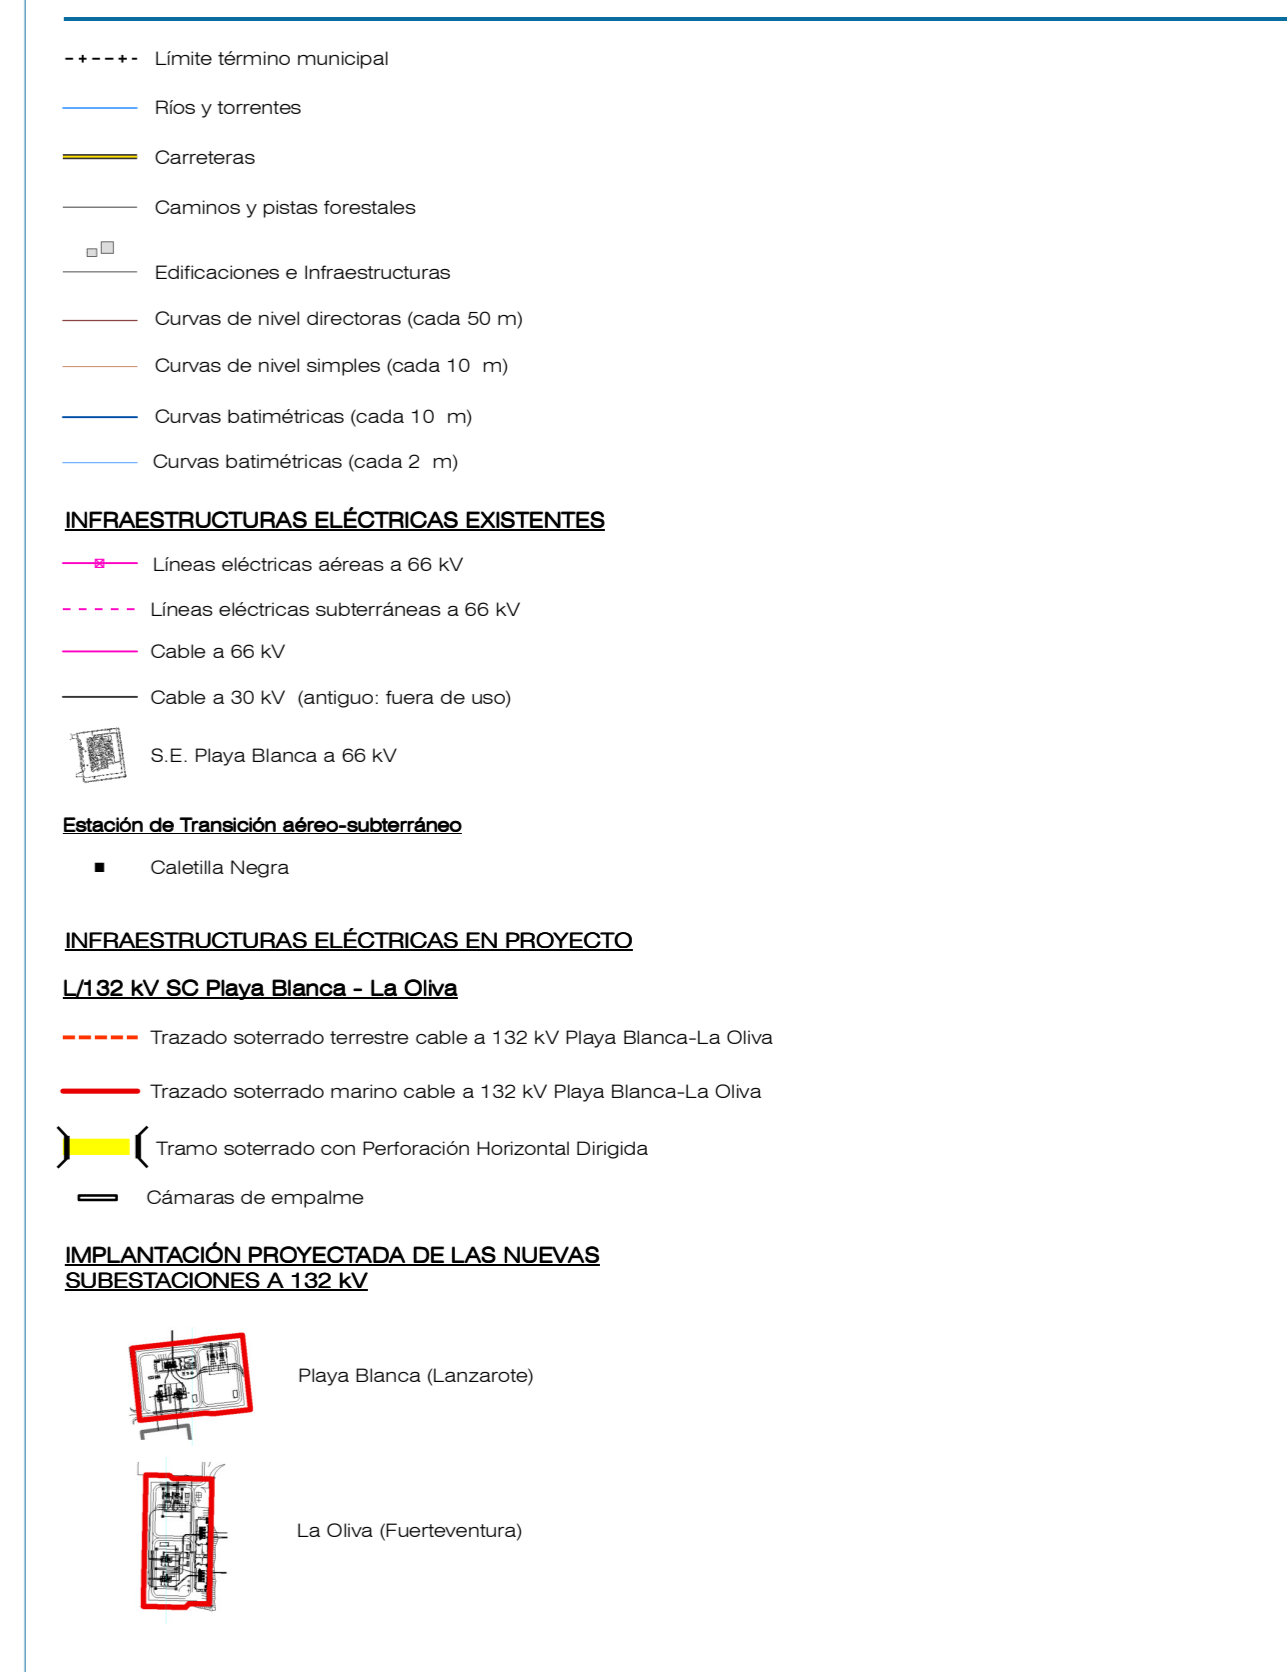 Límite término municipal
Ríos y torrentes
Carreteras
Caminos y pistas forestales
Edificaciones e Infraestructuras
Curvas de nivel directoras (cada 50 m)
Curvas de nivel simples (cada 10 m)
Curvas batimétricas (cada 10 m)
Curvas batimétricas (cada 2 m)
INFRAESTRUCTURAS ELÉCTRICAS EXISTENTES
Líneas eléctricas aéreas a 66 kV
Líneas eléctricas subterráneas a 66 kV
Cable a 66 kV
Cable a 30 kV (antiguo: fuera de uso)
S.E. Playa Blanca a 66 kV
Estación de Transición aéreo-subterráneo
Caletilla Negra
INFRAESTRUCTURAS ELÉCTRICAS EN PROYECTO
L/132 kV SC Playa Blanca - La Oliva
Trazado soterrado terrestre cable a 132 kV Playa Blanca-La Oliva
Trazado soterrado marino cable a 132 kV Playa Blanca-La Oliva
Tramo soterrado con Perforación Horizontal Dirigida
Cámaras de empalme
IMPLANTACIÓN PROYECTADA DE LAS NUEVAS
SUBESTACIONES A 132 kV
Playa Blanca (Lanzarote)
La Oliva (Fuerteventura)